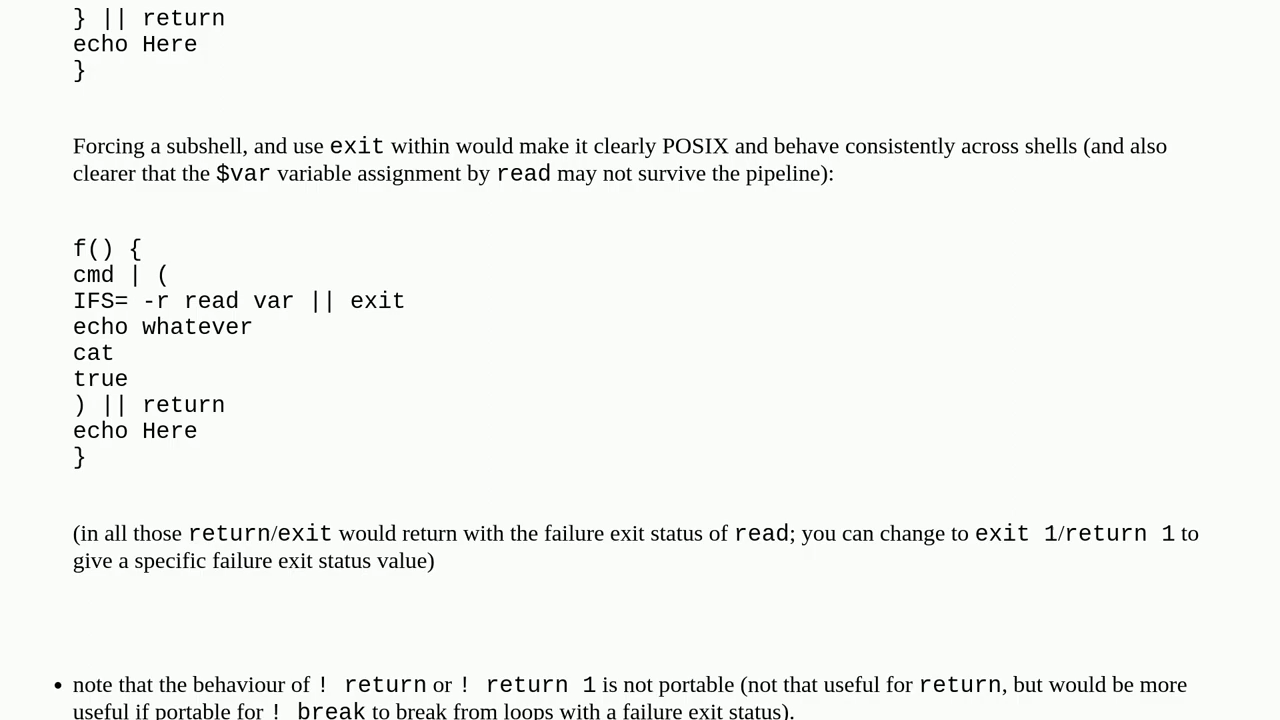 } || return
echo Here
}
Forcing a subshell, and use exit within would make it clearly POSIX and behave consistently across shells (and also
clearer that the $var variable assignment by read may not survive the pipeline):
f() {
cmd | (
IFS= -r read var || exit
echo whatever
cat
true
) || return
echo Here
}
(in all those return/exit would return with the failure exit status of read; you can change to exit 1/return 1 to
give a specific failure exit status value)
• note that the behaviour of ! return or ! return 1 is not portable (not that useful for return, but would be more
useful if portable for ! break to break from loops with a failure exit status).